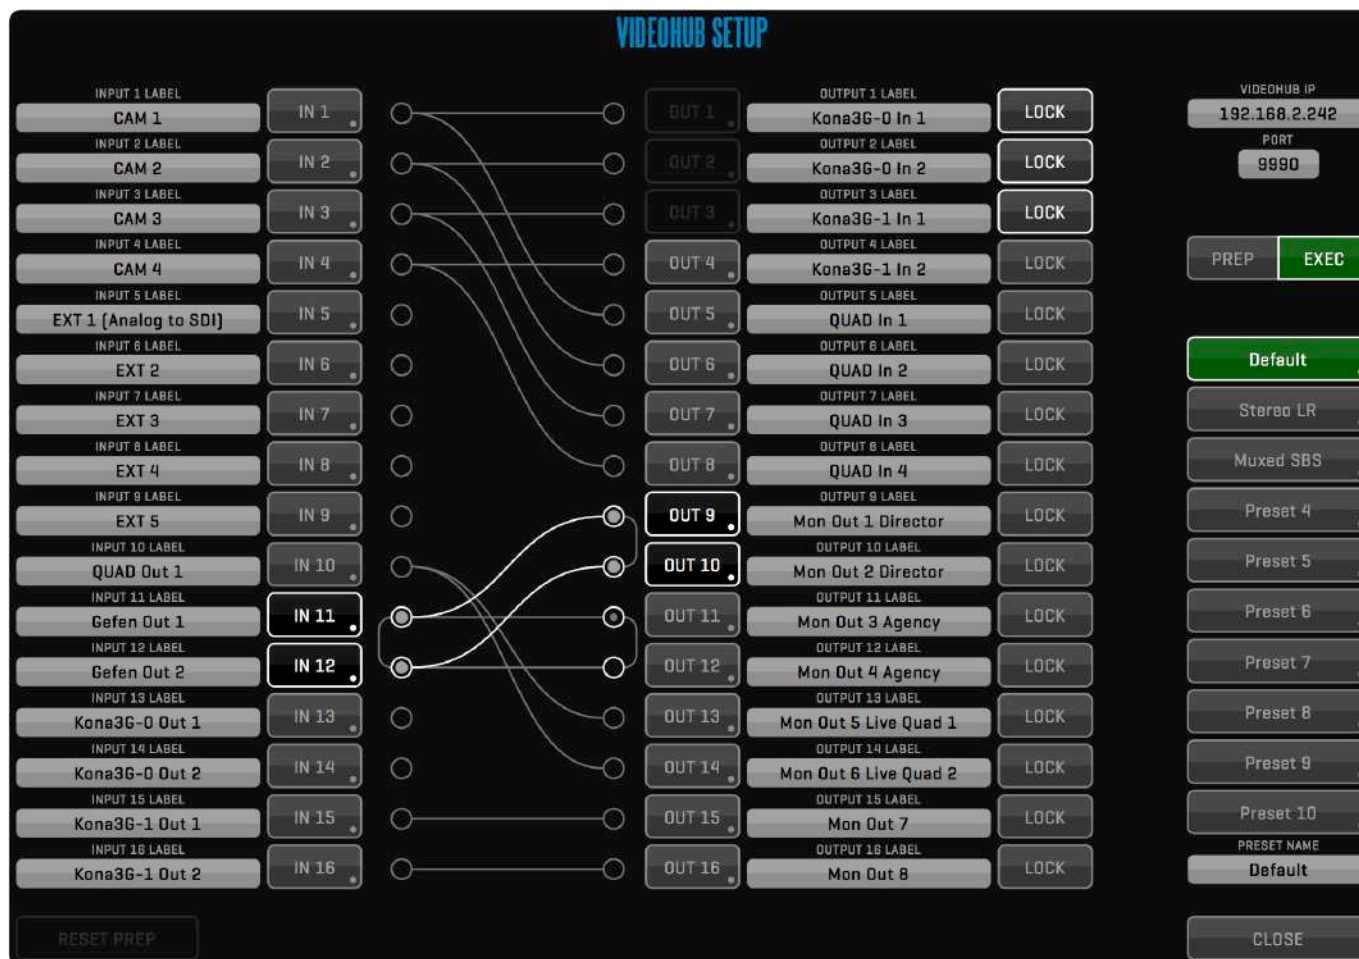 VIDEOHUB SETUP
INPUT 1 LABEL
CAM 1
IN 1
OUT 1
OUTPUT 1 LABEL
Kona3G-0 In 1
LOCK
INPUT 2 LABEL
CAM 2
IN 2
OUT 2
OUTPUT 2 LABEL
Kona3G-0 In 2
LOCK
INPUT 3 LABEL
CAM 3
IN 3
OUT 3
OUTPUT 3 LABEL
Kona3G-1 In 1
LOCK
INPUT 4 LABEL
CAM 4
IN 4
OUT 4
OUTPUT 4 LABEL
Kona3G-1 In 2
LOCK
INPUT 5 LABEL
EXT 1 (Analog to SDI)
IN 5
OUT 5
OUTPUT 5 LABEL
QUAD In 1
LOCK
INPUT 6 LABEL
EXT 2
IN 6
OUT 6
OUTPUT 6 LABEL
QUAD In 2
LOCK
INPUT 7 LABEL
EXT 3
IN 7
OUT 7
OUTPUT 7 LABEL
QUAD In 3
LOCK
INPUT 8 LABEL
EXT 4
IN 8
OUT 8
OUTPUT 8 LABEL
QUAD In 4
LOCK
INPUT 9 LABEL
EXT 5
IN 9
OUT 9
OUTPUT 9 LABEL
Mon Out 1 Director
LOCK
INPUT 10 LABEL
QUAD Out 1
IN 10
OUT 10
OUTPUT 10 LABEL
Mon Out 2 Director
LOCK
INPUT 11 LABEL
Gefen Out 1
IN 11
OUT 11
OUTPUT 11 LABEL
Mon Out 3 Agency
LOCK
INPUT 12 LABEL
Gefen Out 2
IN 12
OUT 12
OUTPUT 12 LABEL
Mon Out 4 Agency
LOCK
INPUT 13 LABEL
Kona3G-0 Out 1
IN 13
OUT 13
OUTPUT 13 LABEL
Mon Out 5 Live Quad 1
LOCK
INPUT 14 LABEL
Kona3G-0 Out 2
IN 14
OUT 14
OUTPUT 14 LABEL
Mon Out 6 Live Quad 2
LOCK
INPUT 15 LABEL
Kona3G-1 Out 1
IN 15
OUT 15
OUTPUT 15 LABEL
Mon Out 7
LOCK
INPUT 16 LABEL
Kona3G-1 Out 2
IN 16
OUT 16
OUTPUT 16 LABEL
Mon Out 8
LOCK
RESET PREP
VIDEOHUB IP
192.168.2.242
PORT
9990
PREP EXEC
Default
Stereo LR
Muxed SBS
Preset 4
Preset 5
Preset 6
Preset 7
Preset 8
Preset 9
Preset 10
PRESET NAME
Default
CLOSE